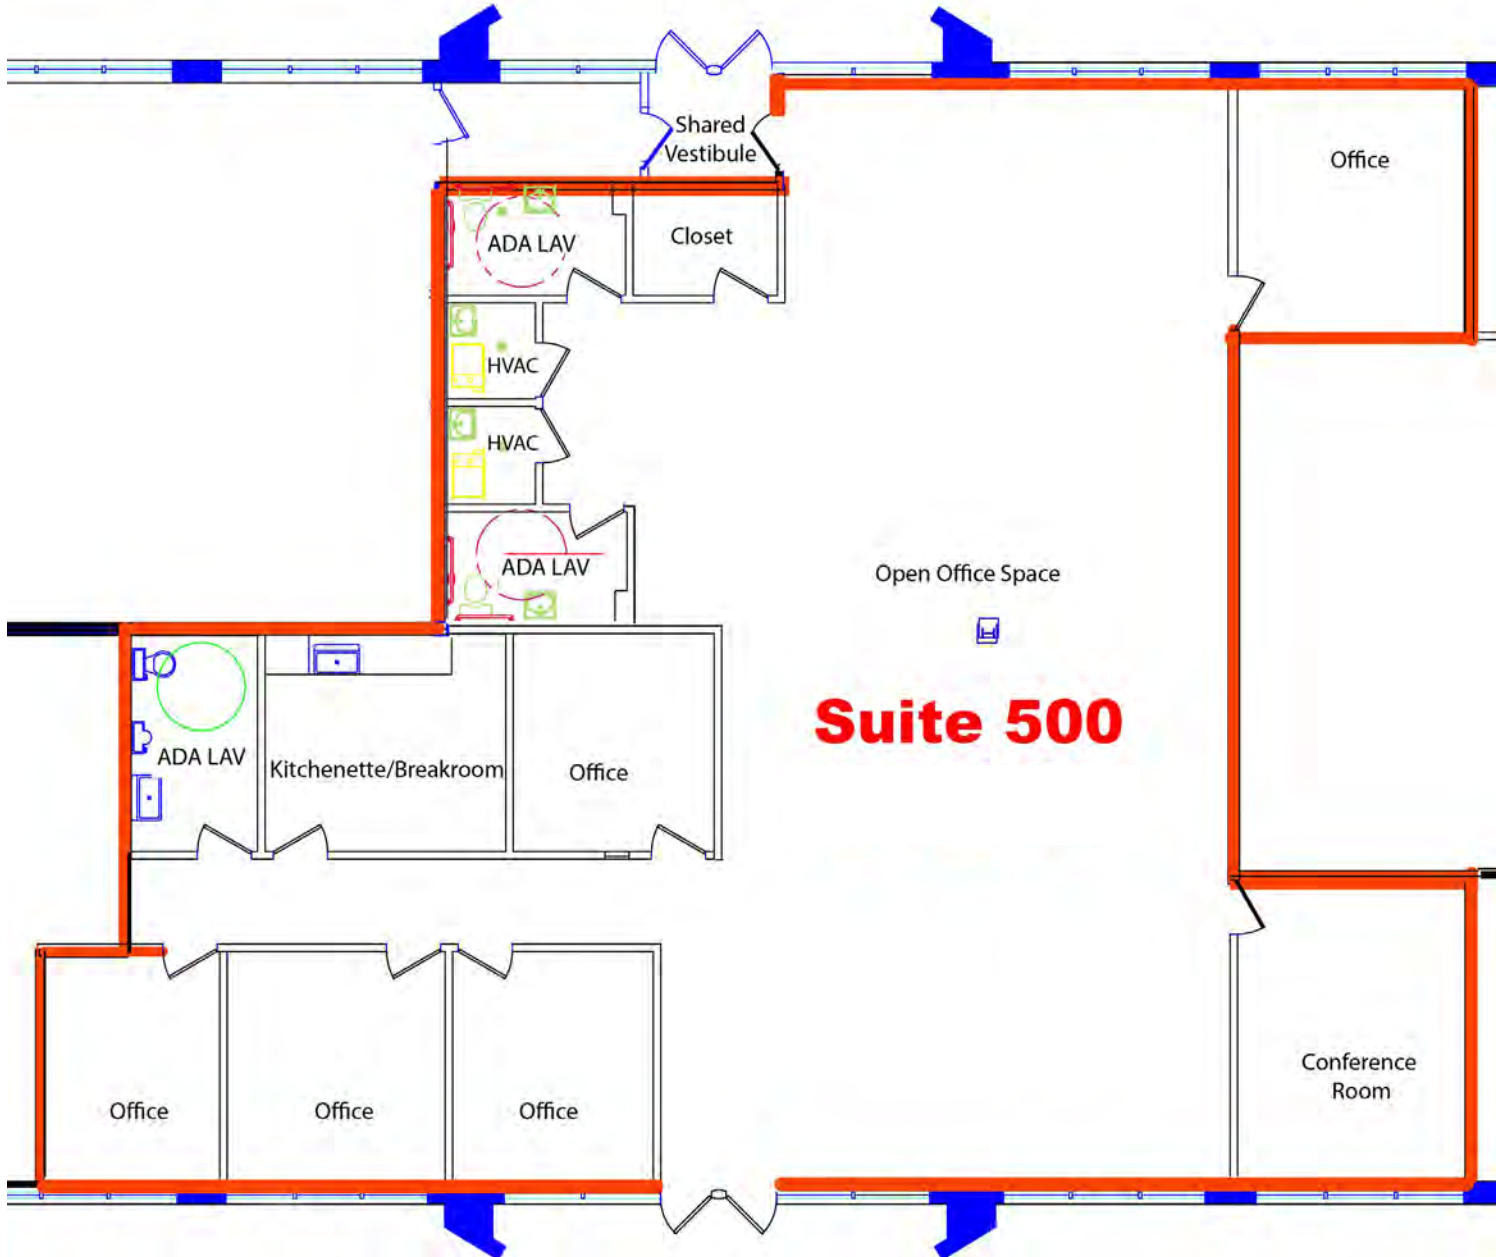 Shared
Vestibule
Office
ADA LAV
Closet
HVAC
HVAC
ADA LAV
Open Office Space
Suite 500
ADA LAV
Kitchenette/Breakroom
Office
Conference
Room
Office
Office
Office